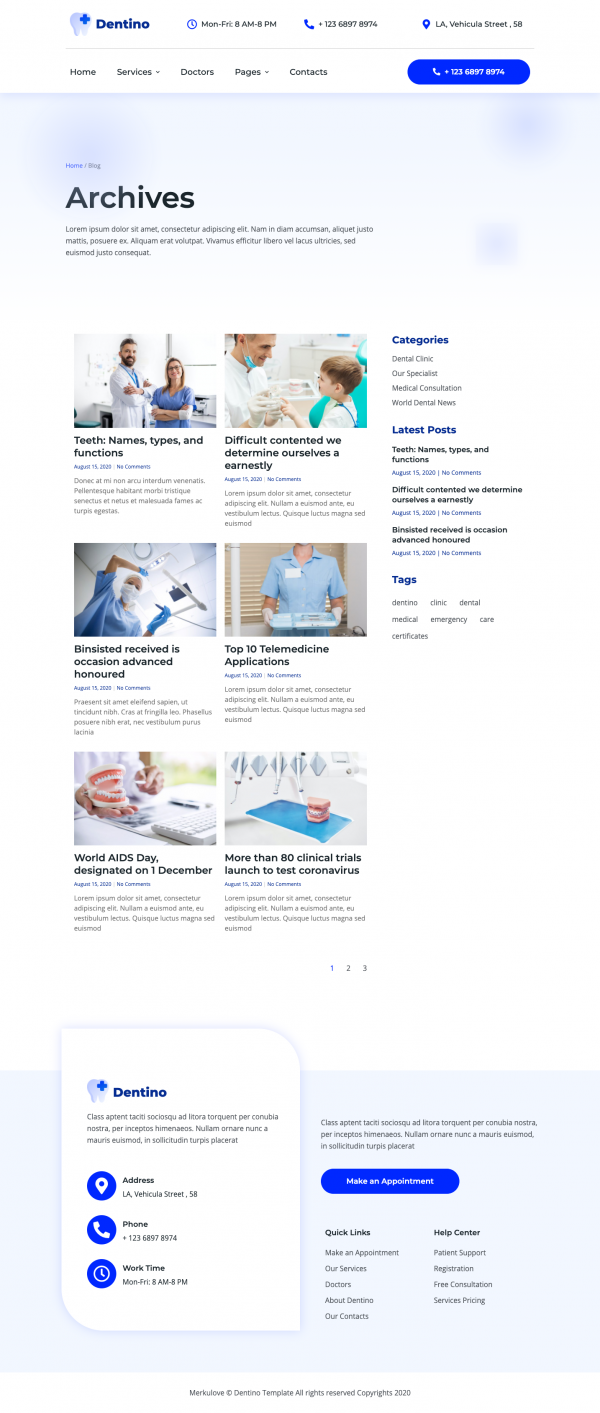 Dentino
Mon-Fri: 8 AM-8 PM
+ 123 6897 8974
LA, Vehicula Street , 58
Home
Services
Doctors
Pages
Contacts
+ 123 6897 8974
Home / Blog
Archives
Lorem ipsum dolor sit amet, consectetur adipiscing elit. Nam in diam accumsan, aliquet justo
mattis, posuere ex. Aliquam erat volutpat. Vivamus efficitur libero vel lacus ultricies, sed
euismod justo consequat.
Teeth: Names, types, and
functions
August 15, 2020 | No Comments
Donec at mi non arcu interdum venenatis.
Pellentesque habitant morbi tristique
senectus et netus et malesuada fames ac
turpis egestas.
Difficult contented we
determine ourselves a
earnestly
August 15, 2020 | No Comments
Lorem ipsum dolor sit amet, consectetur
adipiscing elit. Nullam a euismod ante, eu
vestibulum lectus. Quisque luctus magna sed
euismod
Binsisted received is
occasion advanced
honoured
August 15, 2020 | No Comments
Praesent sit amet eleifend sapien, ut
tincidunt nibh. Cras at fringilla leo. Phasellus
posuere nibh erat, nec vestibulum purus
lacinia
Top 10 Telemedicine
Applications
August 15, 2020 | No Comments
Lorem ipsum dolor sit amet, consectetur
adipiscing elit. Nullam a euismod ante, eu
vestibulum lectus. Quisque luctus magna sed
euismod
World AIDS Day,
designated on 1 December
August 15, 2020 | No Comments
Lorem ipsum dolor sit amet, consectetur
adipiscing elit. Nullam a euismod ante, eu
vestibulum lectus. Quisque luctus magna sed
euismod
More than 80 clinical trials
launch to test coronavirus
August 15, 2020 | No Comments
Lorem ipsum dolor sit amet, consectetur
adipiscing elit. Nullam a euismod ante, eu
vestibulum lectus. Quisque luctus magna sed
euismod
1 2 3
Categories
Dental Clinic
Our Specialist
Medical Consultation
World Dental News
Latest Posts
Teeth: Names, types, and
functions
August 15, 2020 | No Comments
Difficult contented we determine
ourselves a earnestly
August 15, 2020 | No Comments
Binsisted received is occasion
advanced honoured
August 15, 2020 | No Comments
Tags
dentino clinic dental
medical emergency care
certificates
Dentino
Class aptent taciti sociosqu ad litora torquent per conubia
nostra, per inceptos himenaeos. Nullam ornare nunc a
mauris euismod, in sollicitudin turpis placerat
Address
LA, Vehicula Street , 58
Phone
+ 123 6897 8974
Work Time
Mon-Fri: 8 AM-8 PM
Class aptent taciti sociosqu ad litora torquent per conubia nostra,
per inceptos himenaeos. Nullam ornare nunc a mauris euismod,
in sollicitudin turpis placerat
Make an Appointment
Quick Links
Make an Appointment
Our Services
Doctors
About Dentino
Our Contacts
Help Center
Patient Support
Registration
Free Consultation
Services Pricing
Merkulove © Dentino Template All rights reserved Copyrights 2020